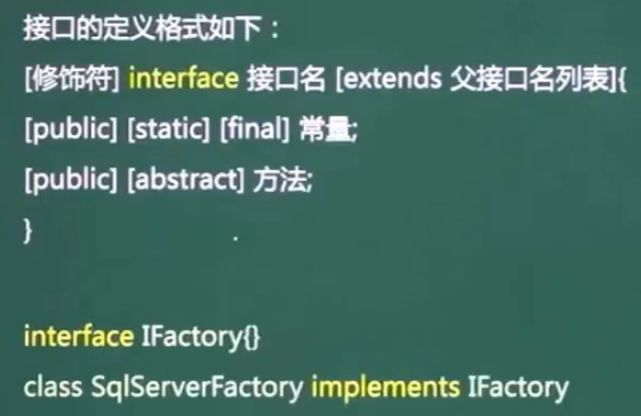 接口的定义格式如下：
[修饰符] interface 接口名 [extends 父接口名列表]{
[public] [static] [final] 常量;
[public] [abstract] 方法;
}
interface IFactory{}
class SqlServerFactory implements IFactory